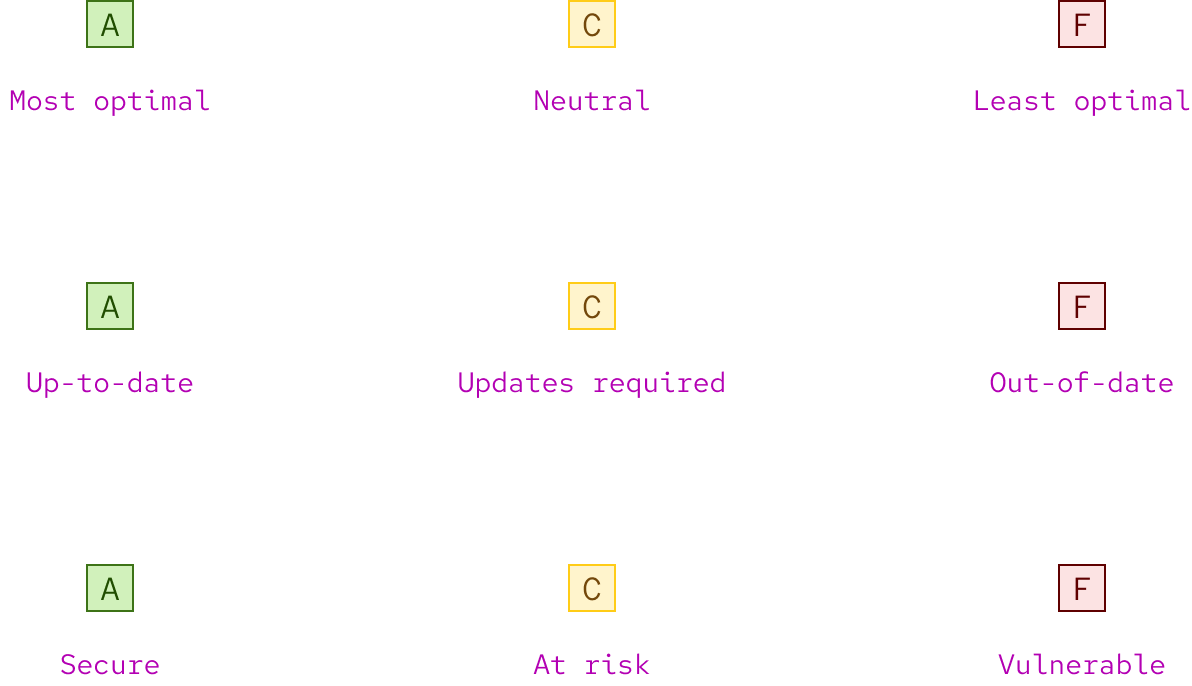 A C F
Most optimal Neutral Least optimal
A C F
Up-to-date Updates required Out-of-date
A C F
Secure At risk Vulnerable